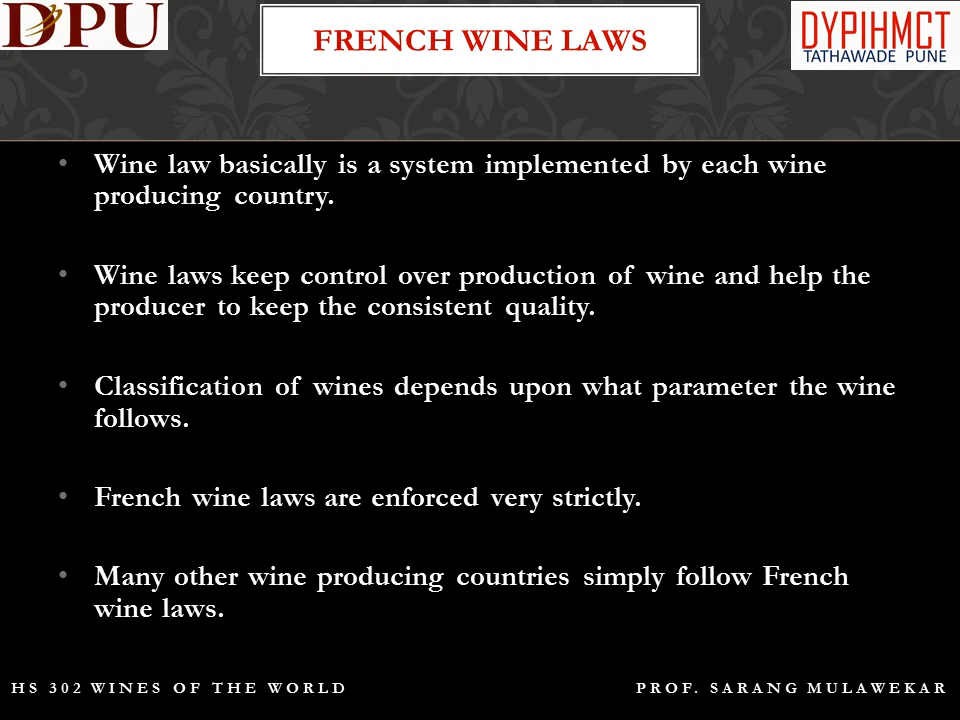 DPU
FRENCH WINE LAWS
DYPIHMCT
TATHAWADE PUNE
• Wine law basically is a system implemented by each wine
producing country.
• Wine laws keep control over production of wine and help the
producer to keep the consistent quality.
• Classification of wines depends upon what parameter the wine
follows.
• French wine laws are enforced very strictly.
• Many other wine producing countries simply follow French
wine laws.
HS 302 WINES OF THE WORLD
PROF. SARANG MULAWEKAR